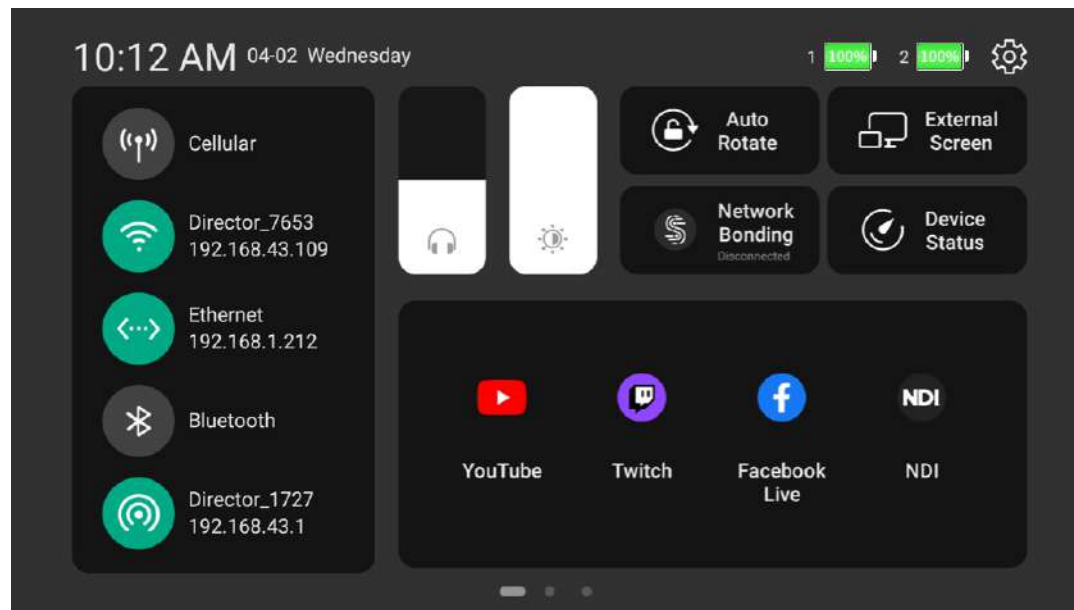 10:12 AM 04-02 Wednesday
1 100% 2 100%
Cellular
Director_7653
192.168.43.109
Ethernet
192.168.1.212
Bluetooth
Director_1727
192.168.43.1
Auto
Rotate
External
Screen
Network
Bonding
Disconnected
Device
Status
YouTube
Twitch
Facebook
Live
NDI
NDI